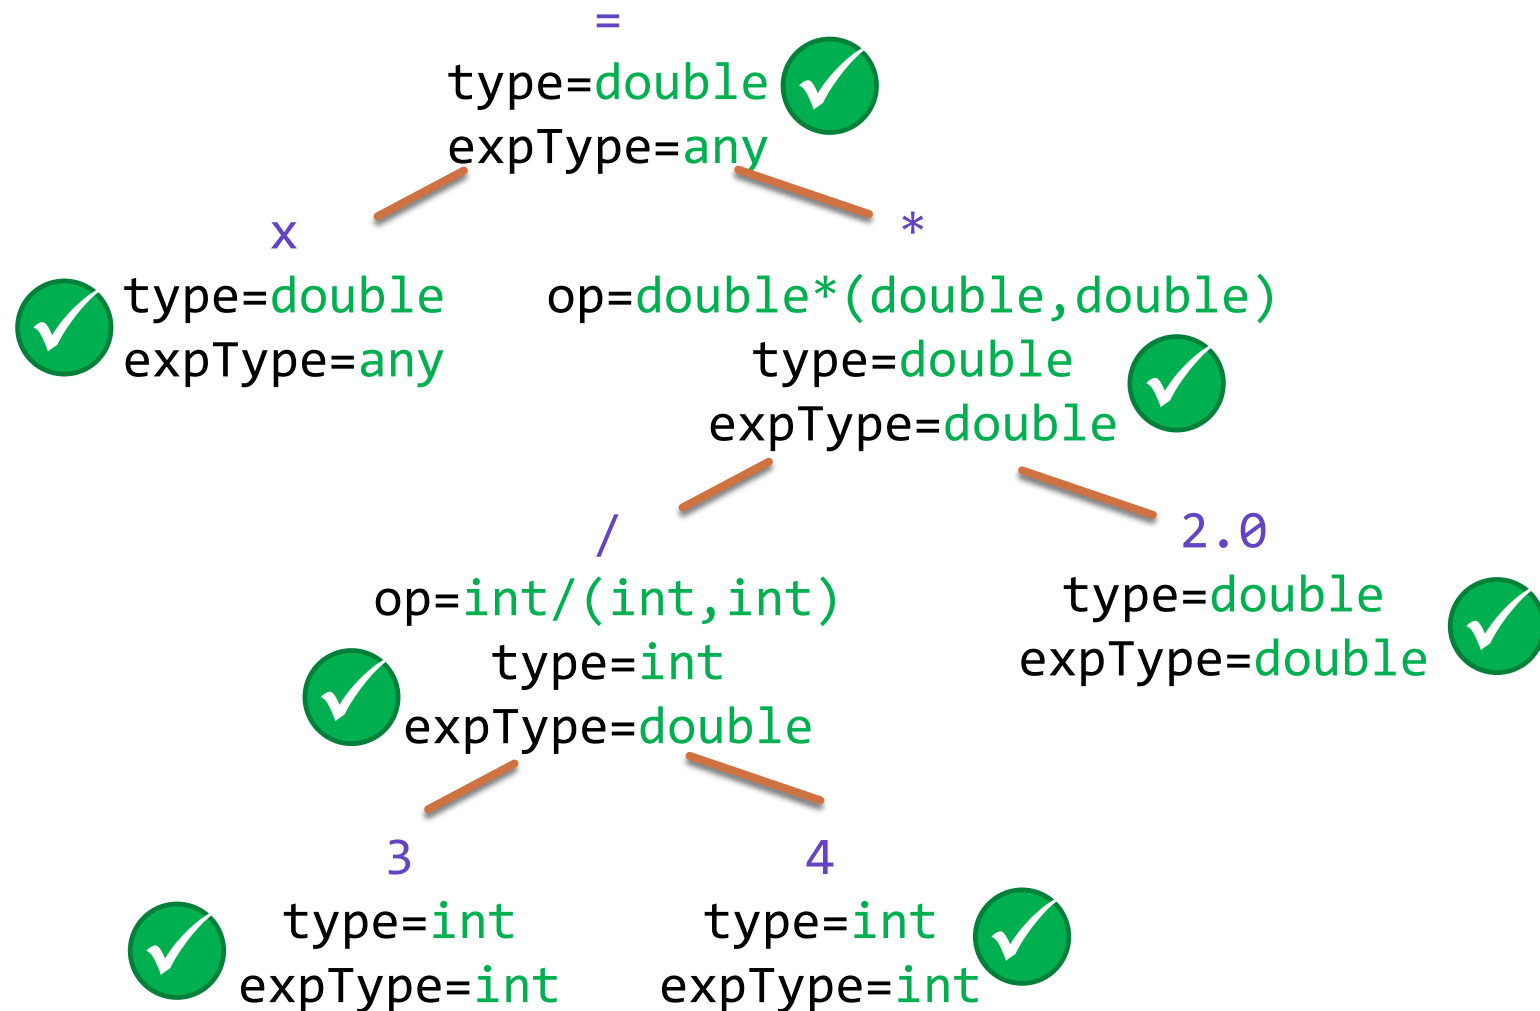 =
type=double
expType=any
x
type=double
expType=any
*
op=double*(double,double)
type=double
expType=double
/
op=int/(int,int)
type=int
expType=double
2.0
type=double
expType=double
3
type=int
expType=int
4
type=int
expType=int